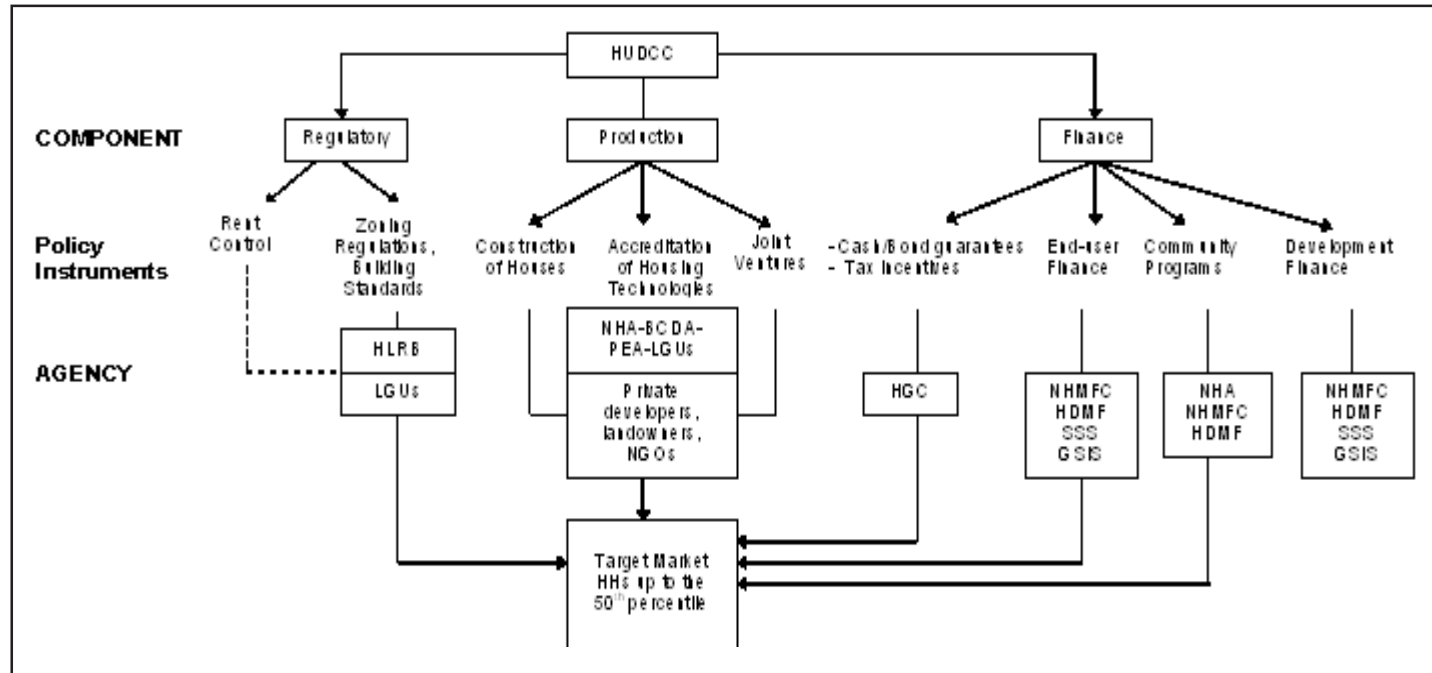 HUDCC
COMPONENT
Regulatory
Production
Finance
Policy
Instruments
Rent
Control
Zoning
Regulations,
Building
Standards
Construction
of Houses
Accreditation
of Housing
Technologies
Joint
Ventures
-Cash/Bond guarantees
- Tax Incentives
End-user
Finance
Community
Programs
Development
Finance
AGENCY
HLRB
LGUs
NHA-BCDA-
PEA-LGUs
Private
developers,
landowners,
NGOs
HGC
NHMFC
HDMF
SSS
GSIS
NHA
NHMFC
HDMF
NHMFC
HDMF
SSS
GSIS
Target Market
HHs up to the
50th percentile